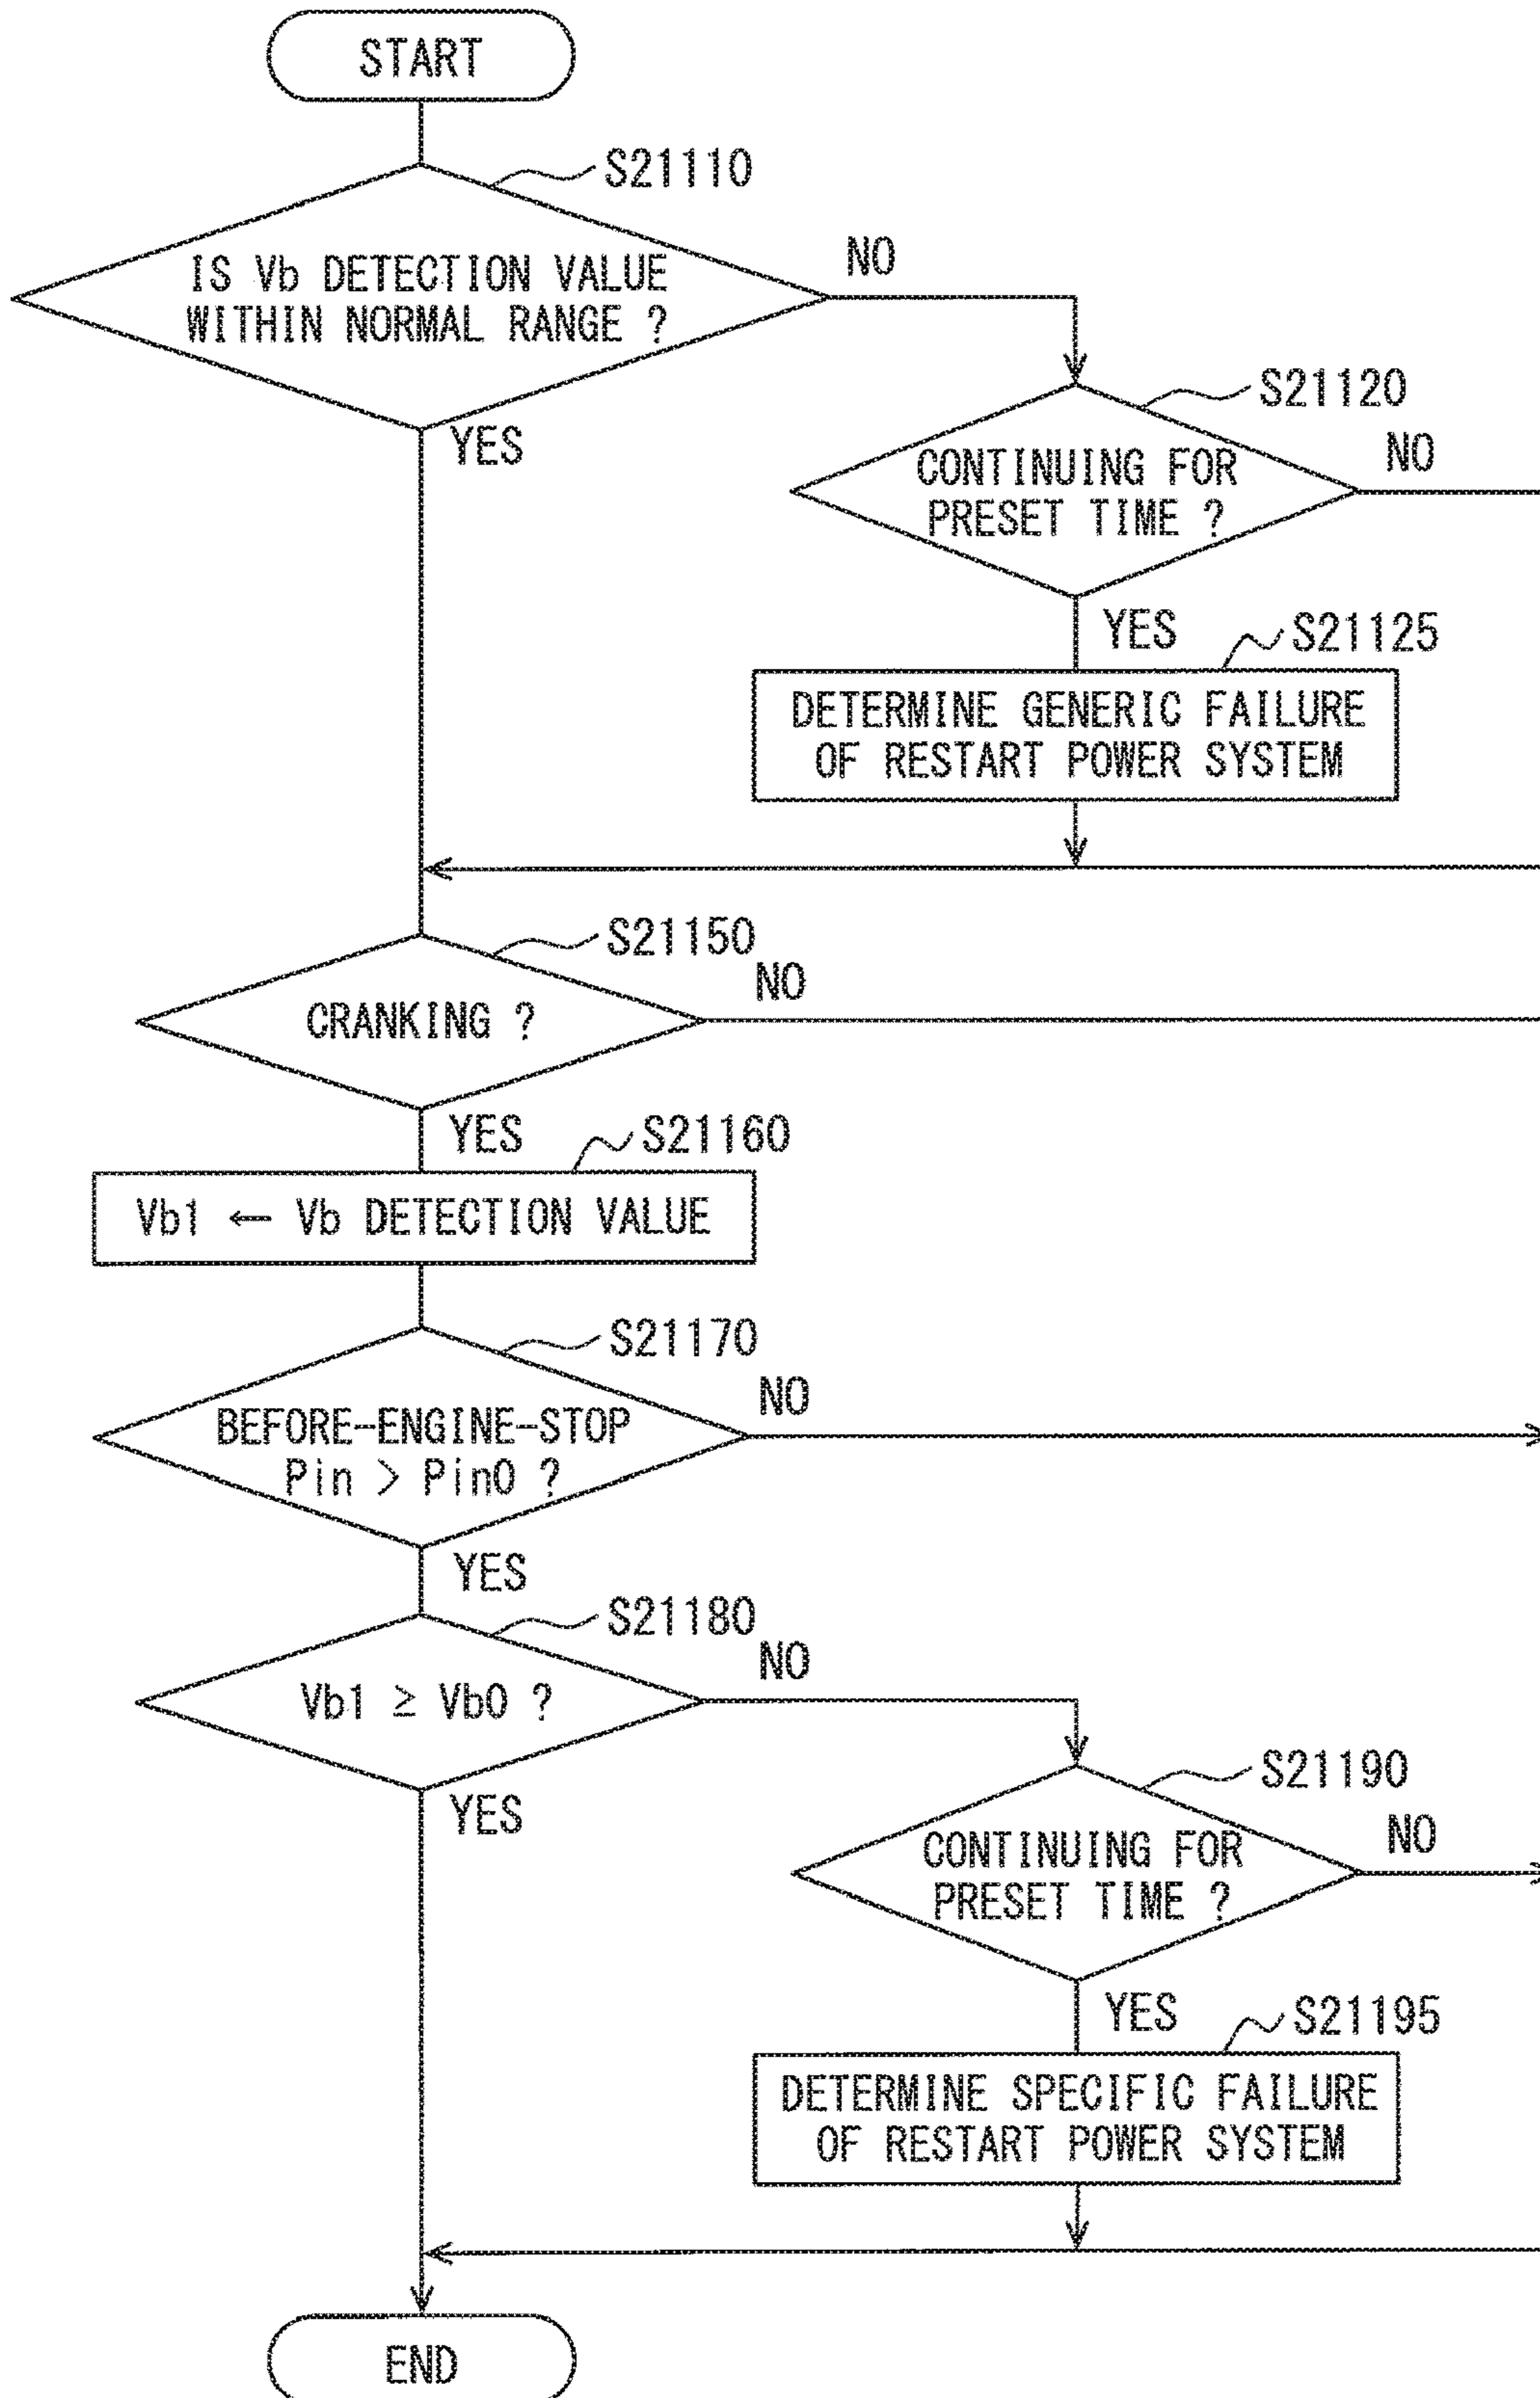 START
S21110
IS Vb DETECTION VALUE
WITHIN NORMAL RANGE ?
NO
YES
S21120
CONTINUING FOR
PRESET TIME ?
NO
YES
S21125
DETERMINE GENERIC FAILURE
OF RESTART POWER SYSTEM
S21150
CRANKING ?
NO
YES
S21160
Vb1 ← Vb DETECTION VALUE
S21170
BEFORE-ENGINE-STOP
Pin > Pin0 ?
NO
YES
S21180
Vb1 ≥ Vb0 ?
NO
YES
S21190
CONTINUING FOR
PRESET TIME ?
NO
YES
S21195
DETERMINE SPECIFIC FAILURE
OF RESTART POWER SYSTEM
END